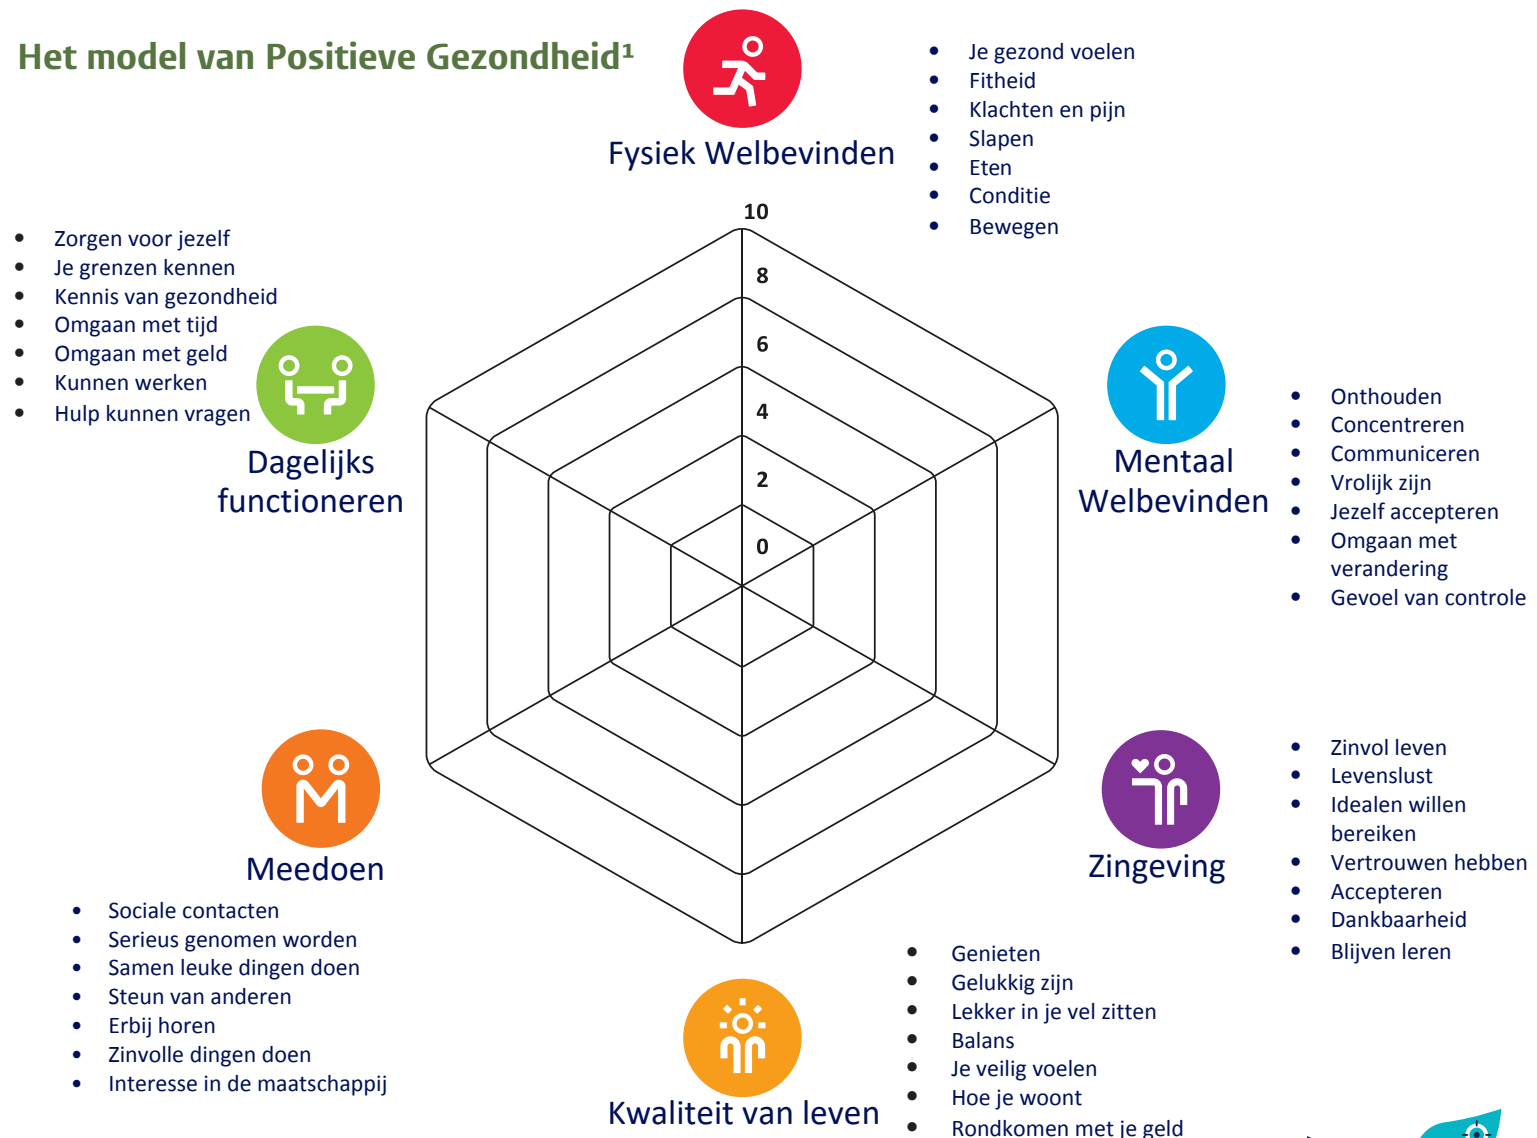 Het model van Positieve Gezondheid¹
Fysiek Welbevinden
• Je gezond voelen
• Fitheid
• Klachten en pijn
• Slapen
• Eten
• Conditie
• Bewegen
10
8
6
4
2
0
• Zorgen voor jezelf
• Je grenzen kennen
• Kennis van gezondheid
• Omgaan met tijd
• Omgaan met geld
• Kunnen werken
• Hulp kunnen vragen
Dagelijks
functioneren
Mentaal
Welbevinden
• Onthouden
• Concentreren
• Communiceren
• Vrolijk zijn
• Jezelf accepteren
• Omgaan met
verandering
• Gevoel van controle
Meedoen
• Sociale contacten
• Serieus genomen worden
• Samen leuke dingen doen
• Steun van anderen
• Erbij horen
• Zinvolle dingen doen
• Interesse in de maatschappij
Zingeving
• Zinvol leven
• Levenslust
• Idealen willen
bereiken
• Vertrouwen hebben
• Accepteren
• Dankbaarheid
• Blijven leren
Kwaliteit van leven
• Genieten
• Gelukkig zijn
• Lekker in je vel zitten
• Balans
• Je veilig voelen
• Hoe je woont
• Rondkomen met je geld